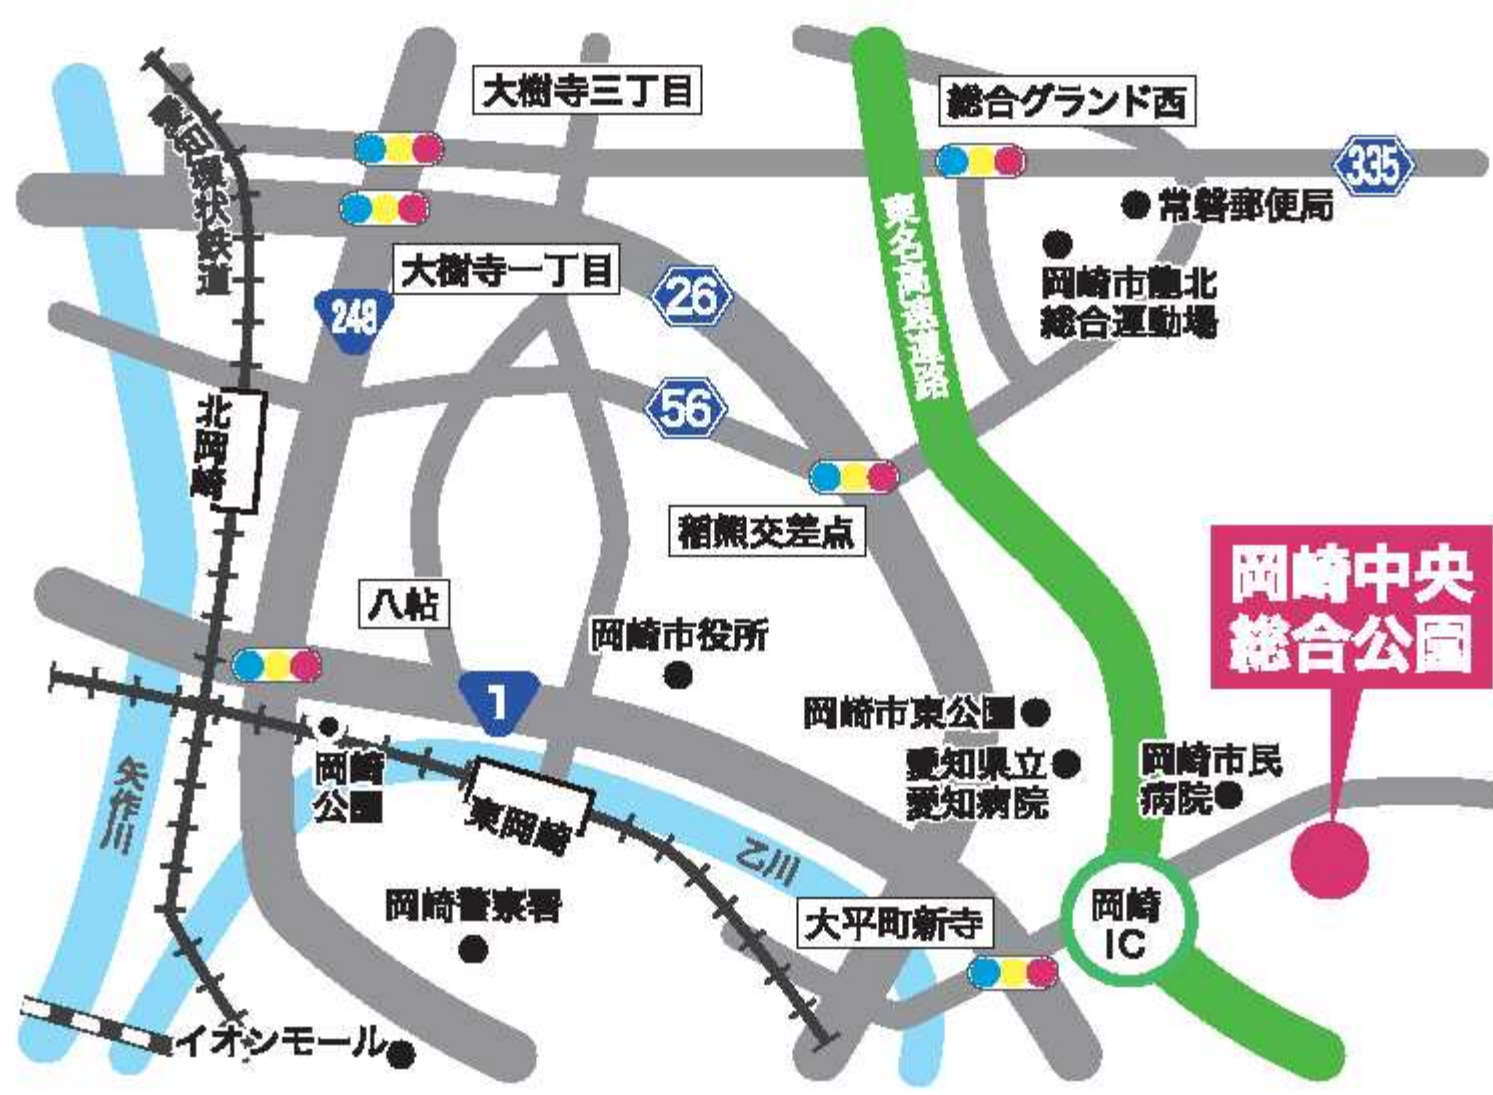 大樹寺三丁目
総合グランド西
335
愛知環状鉄道
東名高速道路
常磐郵便局
岡崎市龍北
総合運動場
大樹寺一丁目
248
26
56
北岡崎
稲熊交差点
岡崎中央
総合公園
八帖
岡崎市役所
1
岡崎市東公園
愛知県立
愛知病院
岡崎市民
病院
岡崎
公園
矢作川
東岡崎
乙川
岡崎警察署
大平町新寺
岡崎
IC
イオンモール